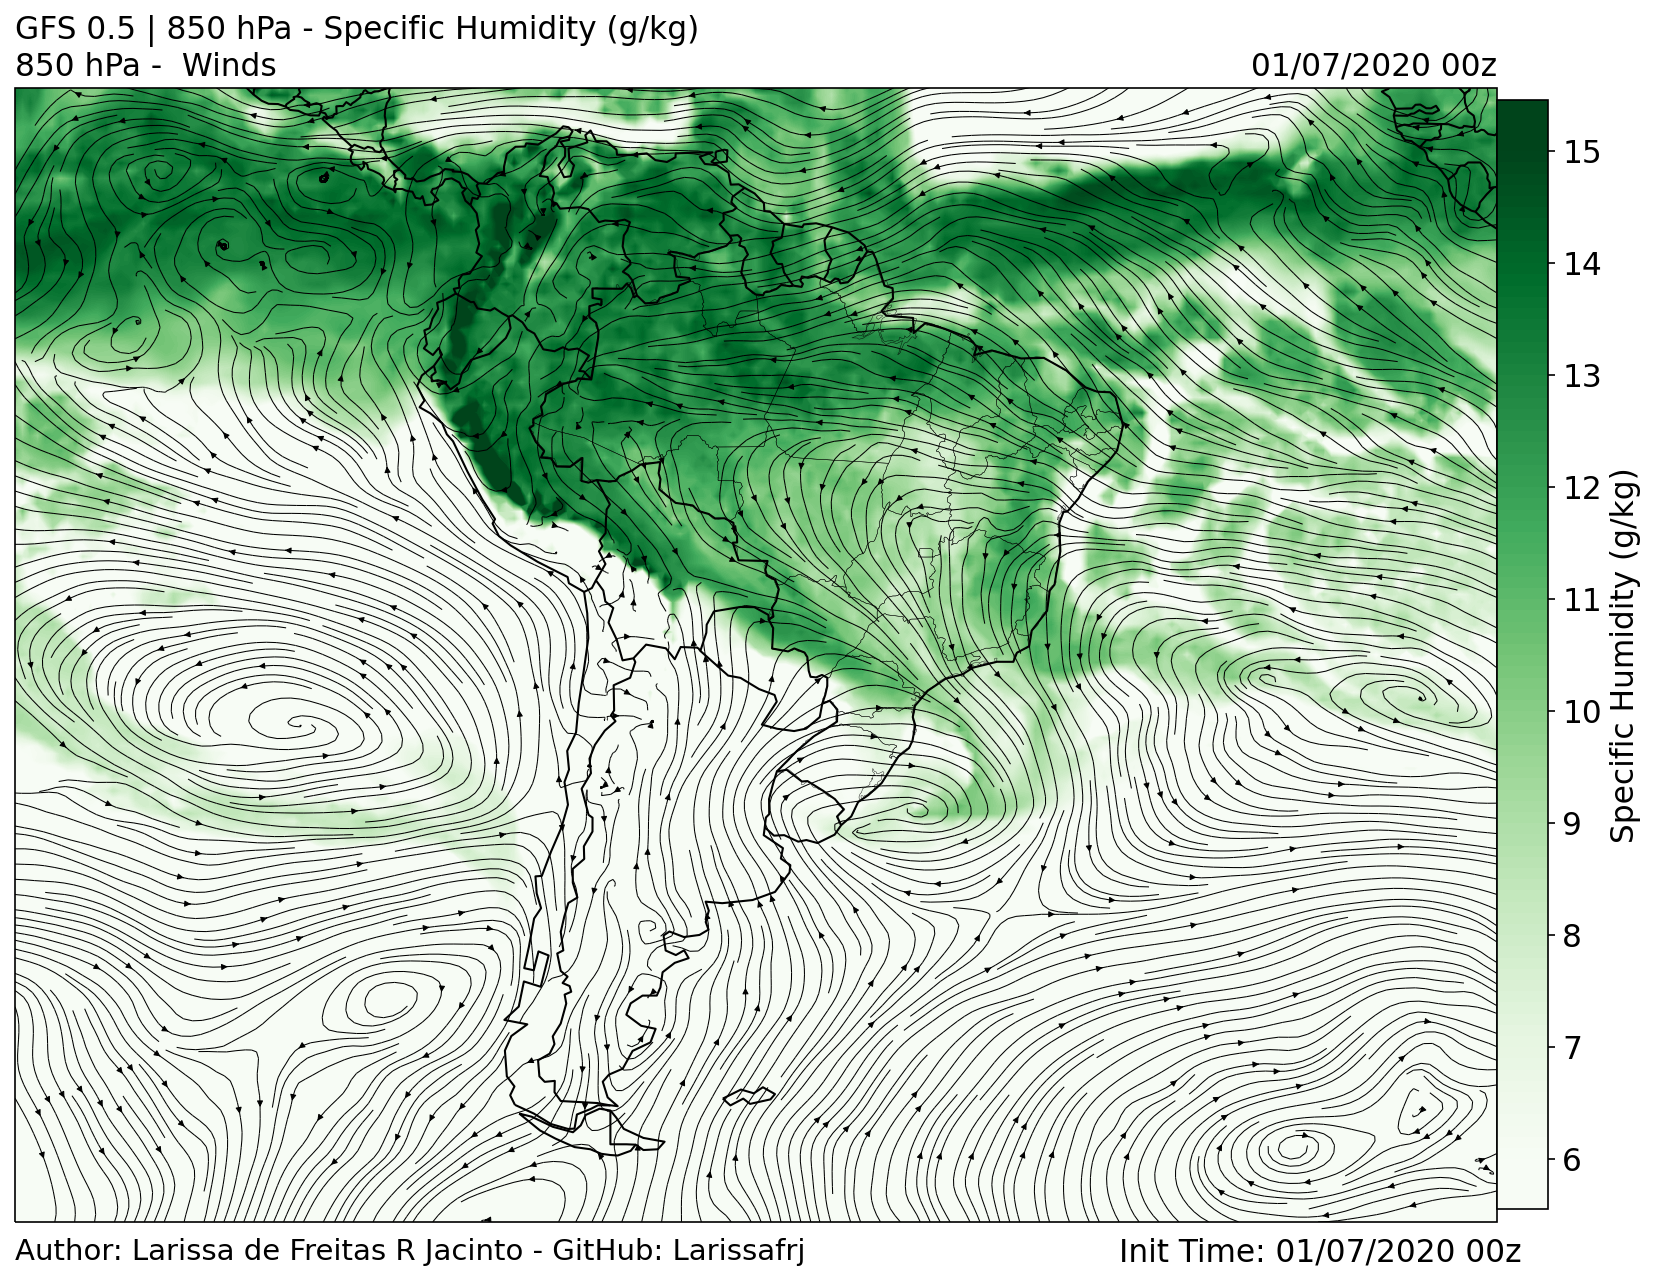 GFS 0.5 | 850 hPa - Specific Humidity (g/kg)
850 hPa -  Winds
01/07/2020 00z
15
14
13
12
11
10
9
8
7
6
Specific Humidity (g/kg)
Author: Larissa de Freitas R Jacinto - GitHub: Larissafrj
Init Time: 01/07/2020 00z